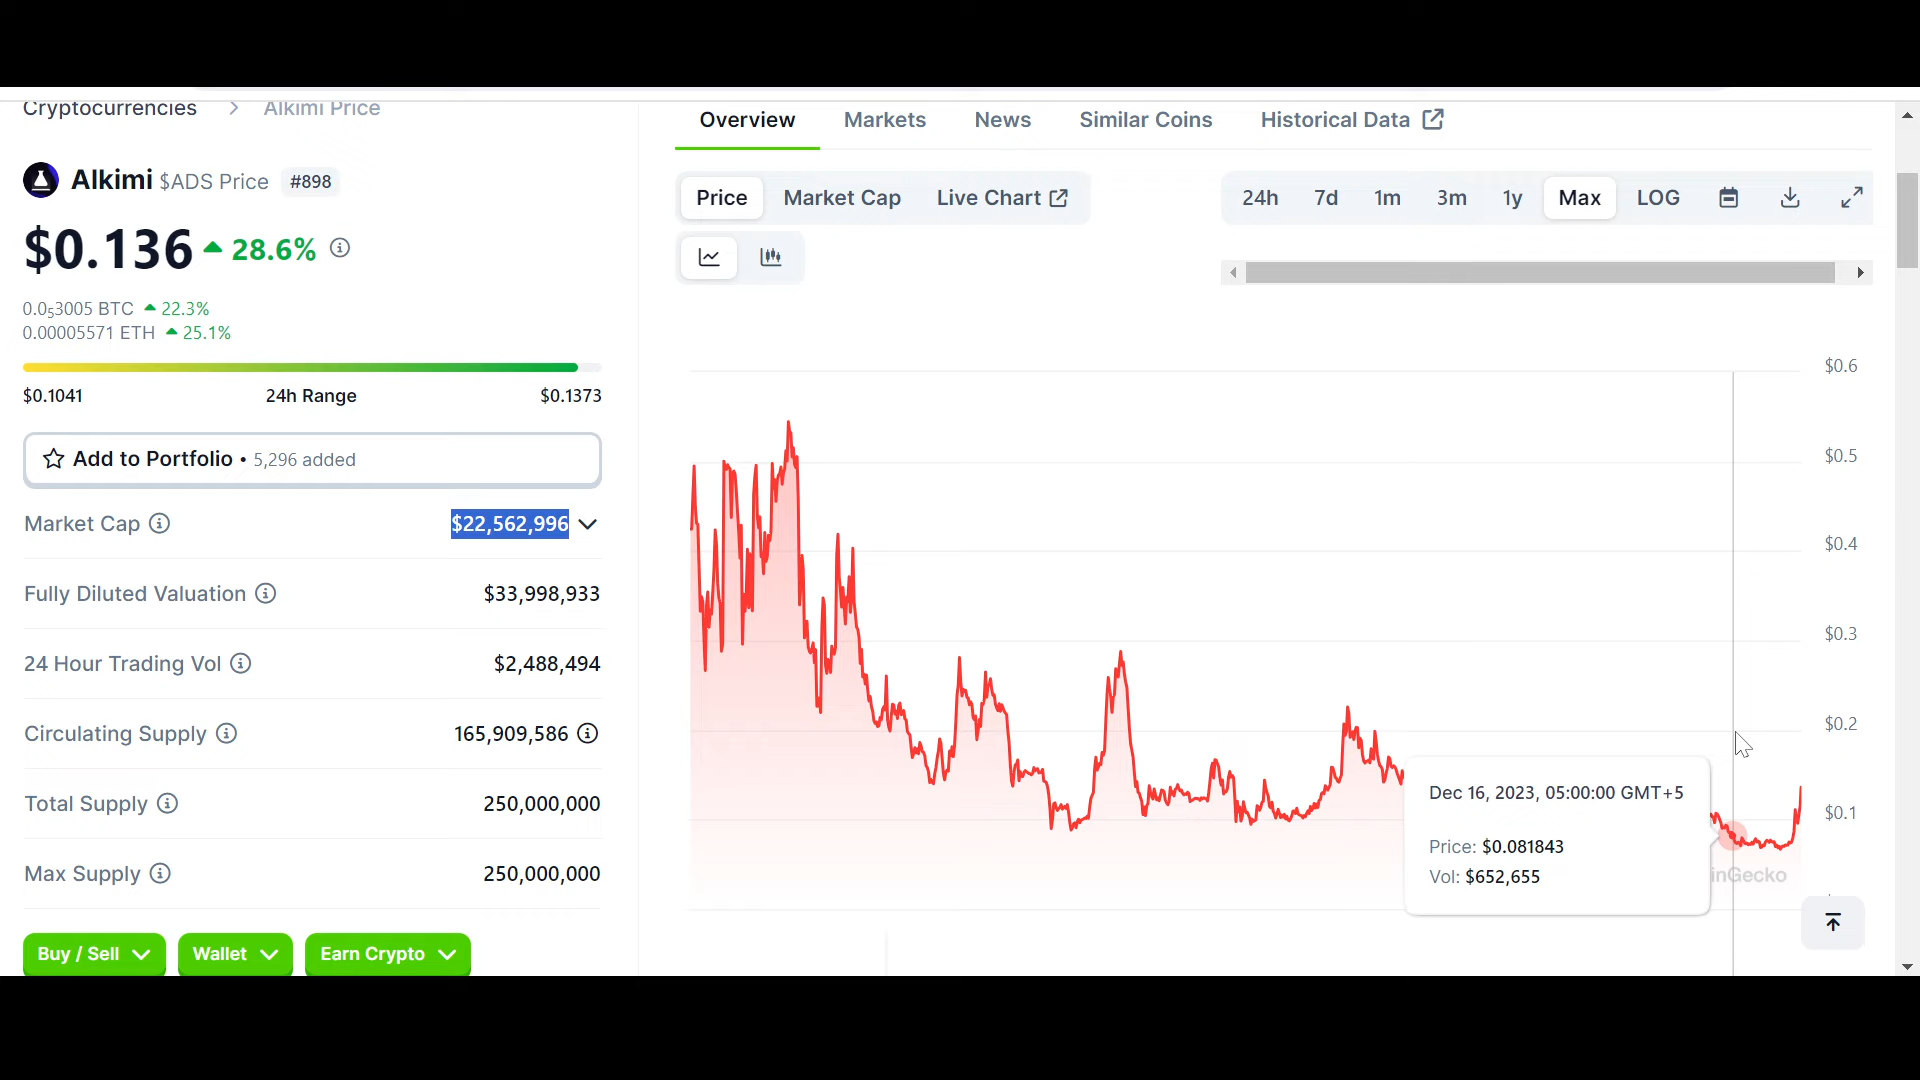 Cryptocurrencies > Alkimi Price
Alkimi $ADS Price #898
$0.136 28.6%
0.0₅3005 BTC 22.3%
0.00005571 ETH 25.1%
$0.1041 24h Range $0.1373
Add to Portfolio • 5,296 added
Market Cap $22,562,996
Fully Diluted Valuation $33,998,933
24 Hour Trading Vol $2,488,494
Circulating Supply 165,909,586
Total Supply 250,000,000
Max Supply 250,000,000
Buy / Sell Wallet Earn Crypto
Overview Markets News Similar Coins Historical Data
Price Market Cap Live Chart
24h 7d 1m 3m 1y Max LOG
$0.6
$0.5
$0.4
$0.3
$0.2
$0.1
Dec 16, 2023, 05:00:00 GMT+5
Price: $0.081843
Vol: $652,655
inGecko